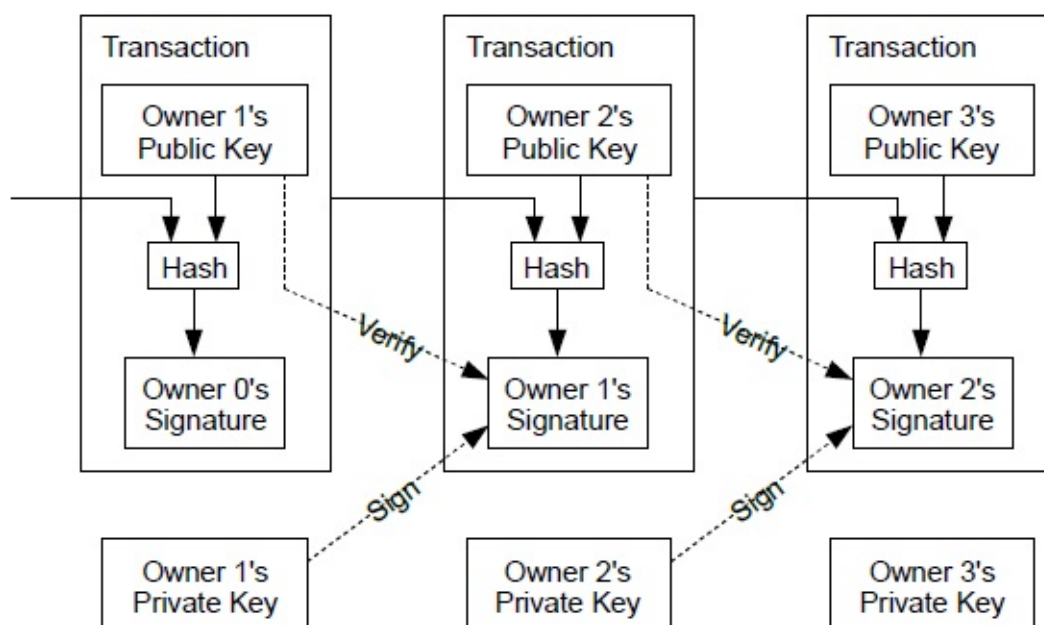 Transaction
Owner 1's
Public Key
Hash
Verify
Owner 0's
Signature
Sign
Owner 1's
Private Key
Transaction
Owner 2's
Public Key
Hash
Verify
Owner 1's
Signature
Sign
Owner 2's
Private Key
Transaction
Owner 3's
Public Key
Hash
Owner 2's
Signature
Owner 3's
Private Key